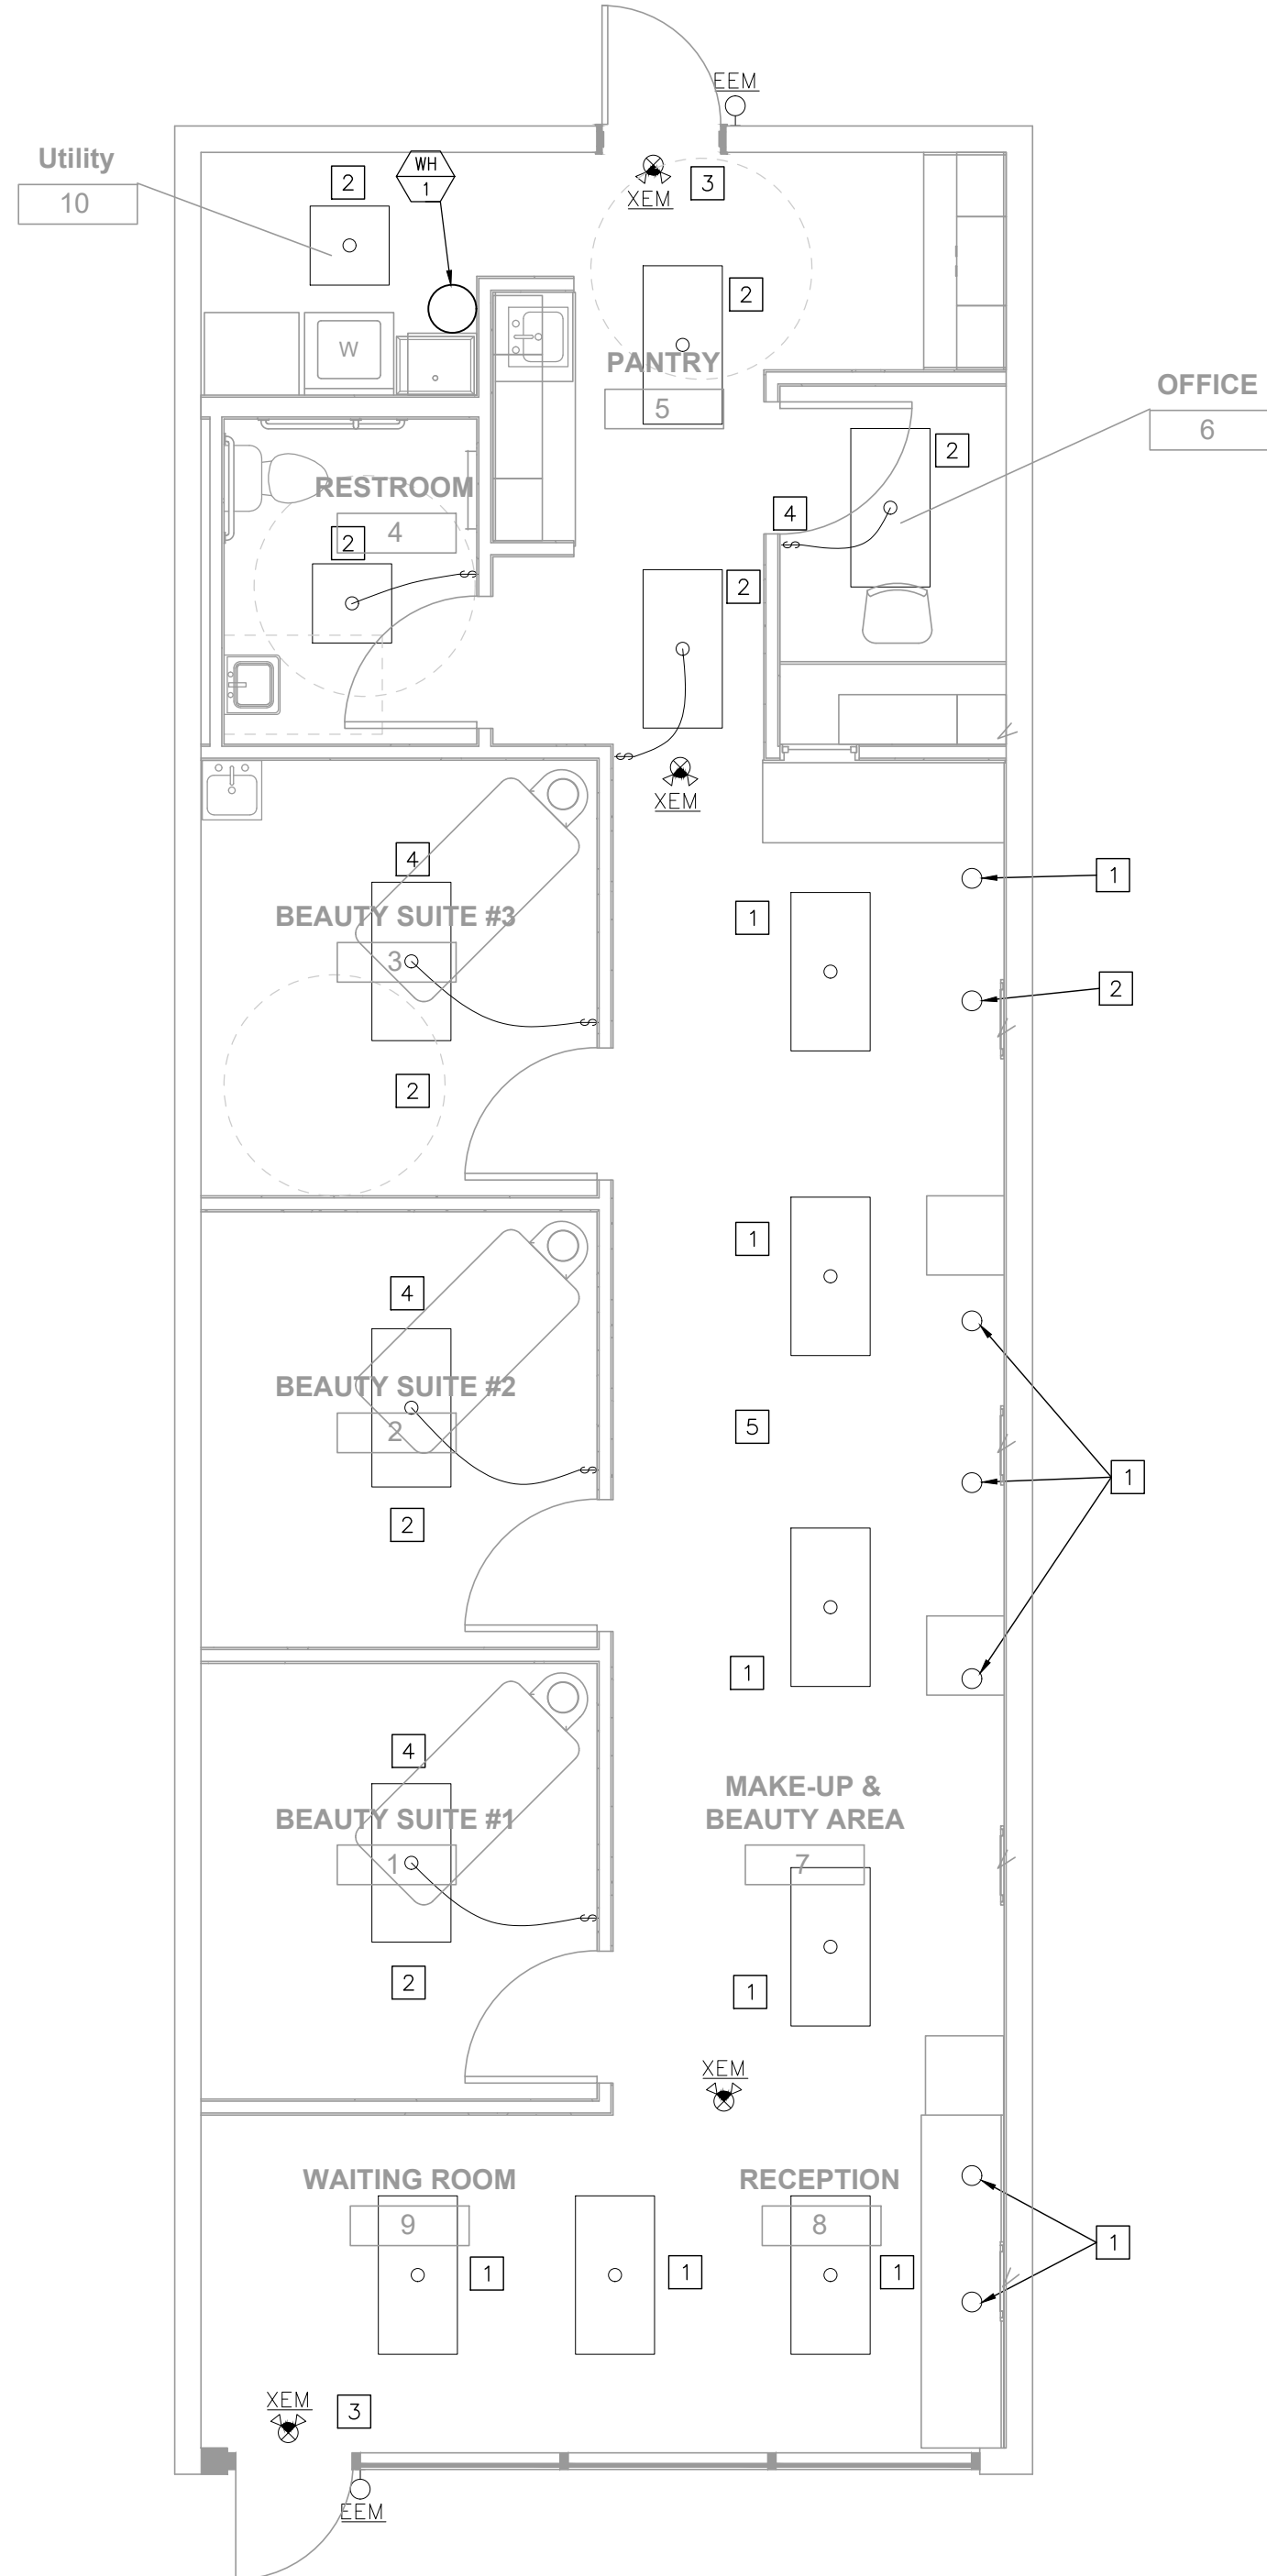 EEM
Utility
10
2
WH
1
3
XEM
2
PANTRY
5
W
OFFICE
6
2
RESTROOM
4
2
4
S
S
2
S
XEM
4
1
1
BEAUTY SUITE #3
3
2
S
2
1
4
BEAUTY SUITE #2
2
5
S
1
2
1
4
MAKE-UP &
BEAUTY AREA
BEAUTY SUITE #1
1
7
S
2
1
XEM
WAITING ROOM
RECEPTION
9
8
1
1
1
1
XEM
3
EEM